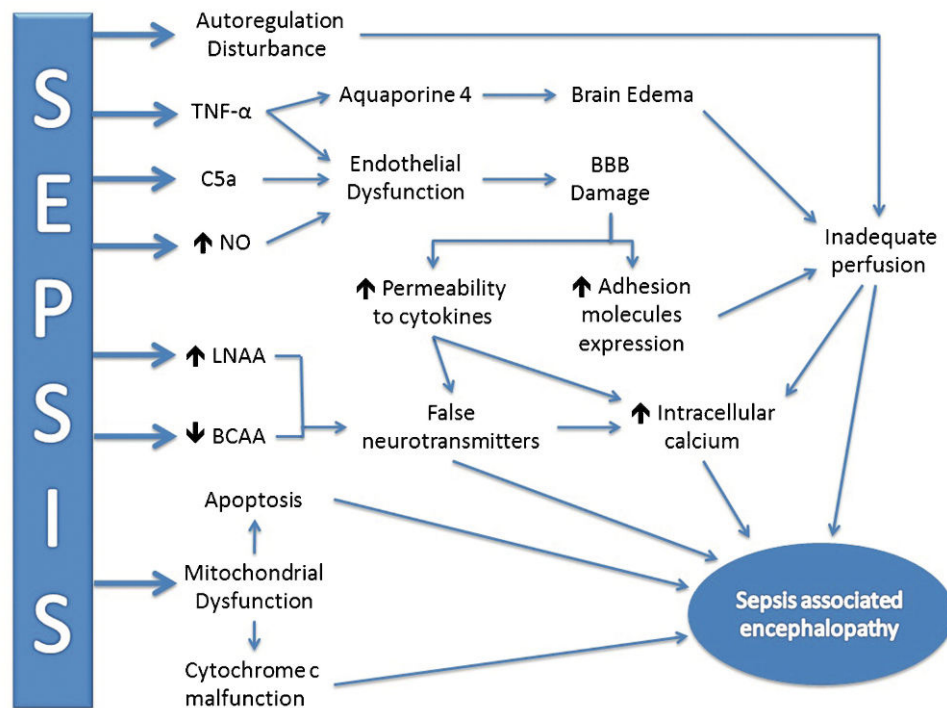 SEPSIS
Autoregulation
Disturbance
TNF-α
Aquaporine 4
Brain Edema
C5a
Endothelial
Dysfunction
BBB
Damage
↑ NO
Inadequate
perfusion
↑ Permeability
to cytokines
↑ Adhesion
molecules
expression
↑ LNAA
↓ BCAA
False
neurotransmitters
↑ Intracellular
calcium
Apoptosis
Mitochondrial
Dysfunction
Cytochrome c
malfunction
Sepsis associated
encephalopathy